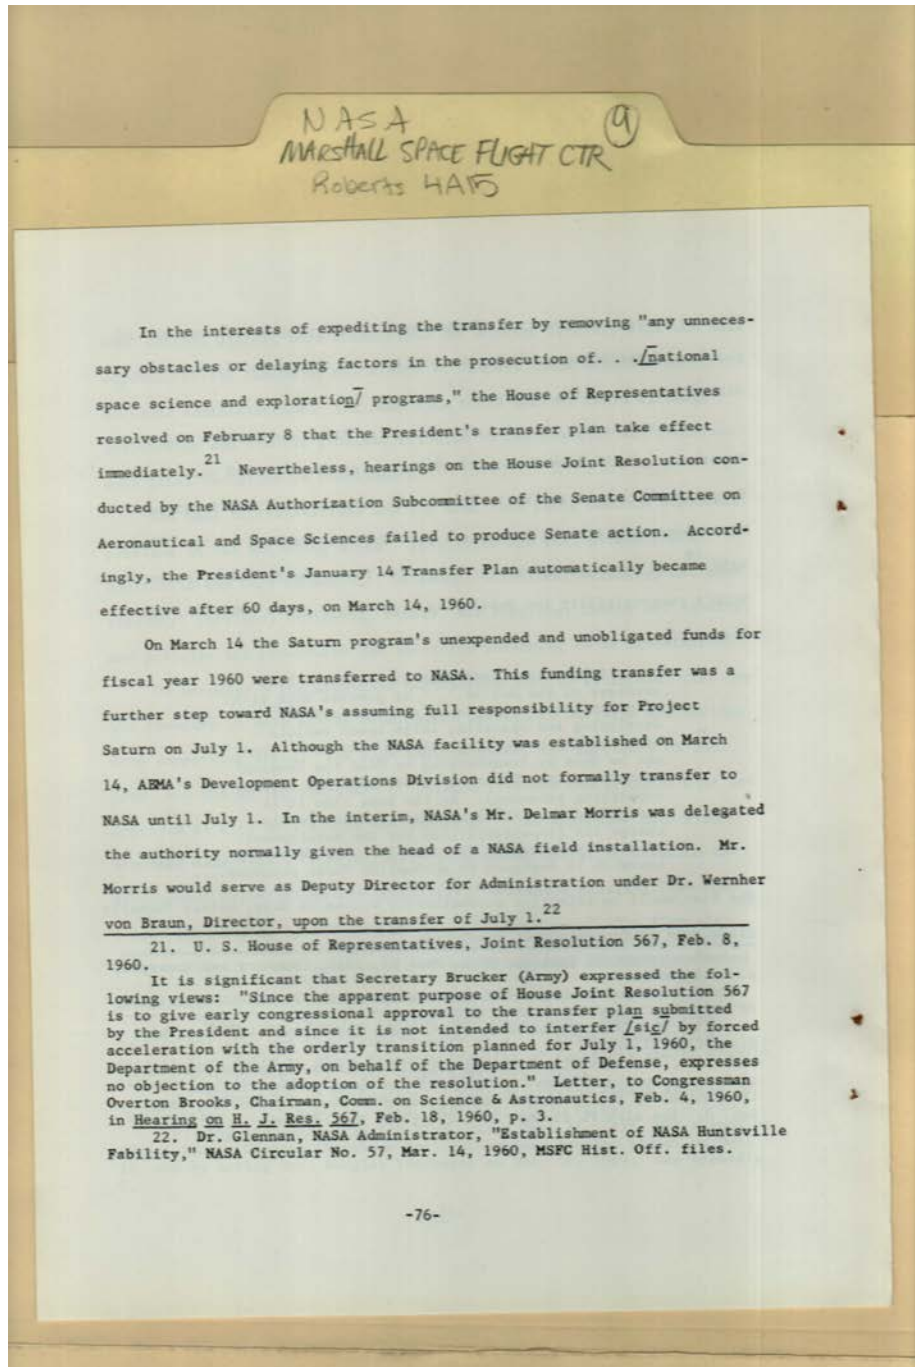 NASA
9
MARSHALL SPACE FLIGHT CTR
Roberts 4A15
In the interests of expediting the transfer by removing "any unneces-
sary obstacles or delaying factors in the prosecution of. . ./national
space science and exploration/ programs," the House of Representatives
resolved on February 8 that the President's transfer plan take effect
immediately.21 Nevertheless, hearings on the House Joint Resolution con-
ducted by the NASA Authorization Subcommittee of the Senate Committee on
Aeronautical and Space Sciences failed to produce Senate action. Accord-
ingly, the President's January 14 Transfer Plan automatically became
effective after 60 days, on March 14, 1960.
On March 14 the Saturn program's unexpended and unobligated funds for
fiscal year 1960 were transferred to NASA. This funding transfer was a
further step toward NASA's assuming full responsibility for Project
Saturn on July 1. Although the NASA facility was established on March
14, ABMA's Development Operations Division did not formally transfer to
NASA until July 1. In the interim, NASA's Mr. Delmar Morris was delegated
the authority normally given the head of a NASA field installation. Mr.
Morris would serve as Deputy Director for Administration under Dr. Wernher
von Braun, Director, upon the transfer of July 1.22
21. U. S. House of Representatives, Joint Resolution 567, Feb. 8,
1960.
It is significant that Secretary Brucker (Army) expressed the fol-
lowing views: "Since the apparent purpose of House Joint Resolution 567
is to give early congressional approval to the transfer plan submitted
by the President and since it is not intended to interfer /sic/ by forced
acceleration with the orderly transition planned for July 1, 1960, the
Department of the Army, on behalf of the Department of Defense, expresses
no objection to the adoption of the resolution." Letter, to Congressman
Overton Brooks, Chairman, Comm. on Science & Astronautics, Feb. 4, 1960,
in Hearing on H. J. Res. 567, Feb. 18, 1960, p. 3.
22. Dr. Glennan, NASA Administrator, "Establishment of NASA Huntsville
Fability," NASA Circular No. 57, Mar. 14, 1960, MSFC Hist. Off. files.
-76-